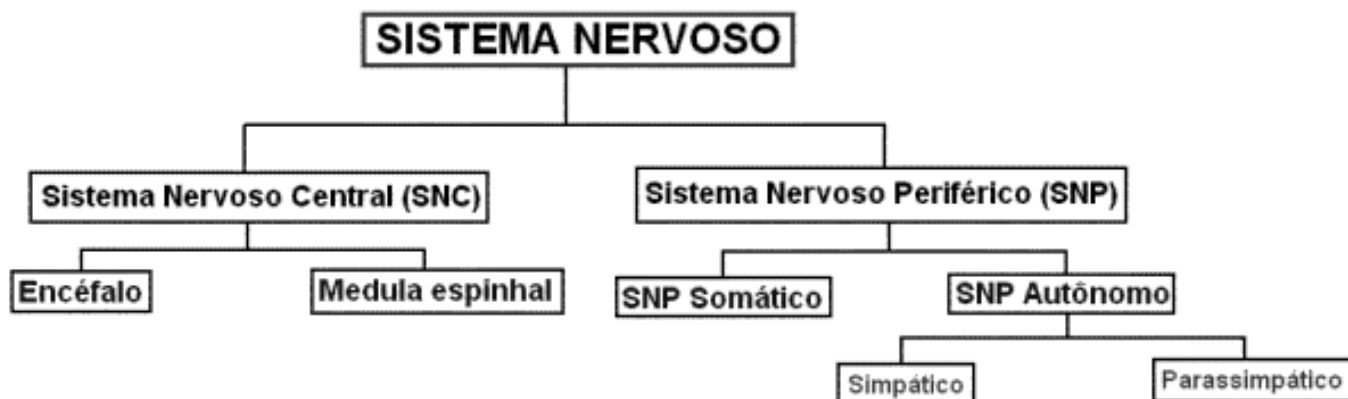 SISTEMA NERVOSO
Sistema Nervoso Central (SNC)
Sistema Nervoso Periférico (SNP)
Encéfalo
Medula espinhal
SNP Somático
SNP Autônomo
Simpático
Parassimpático